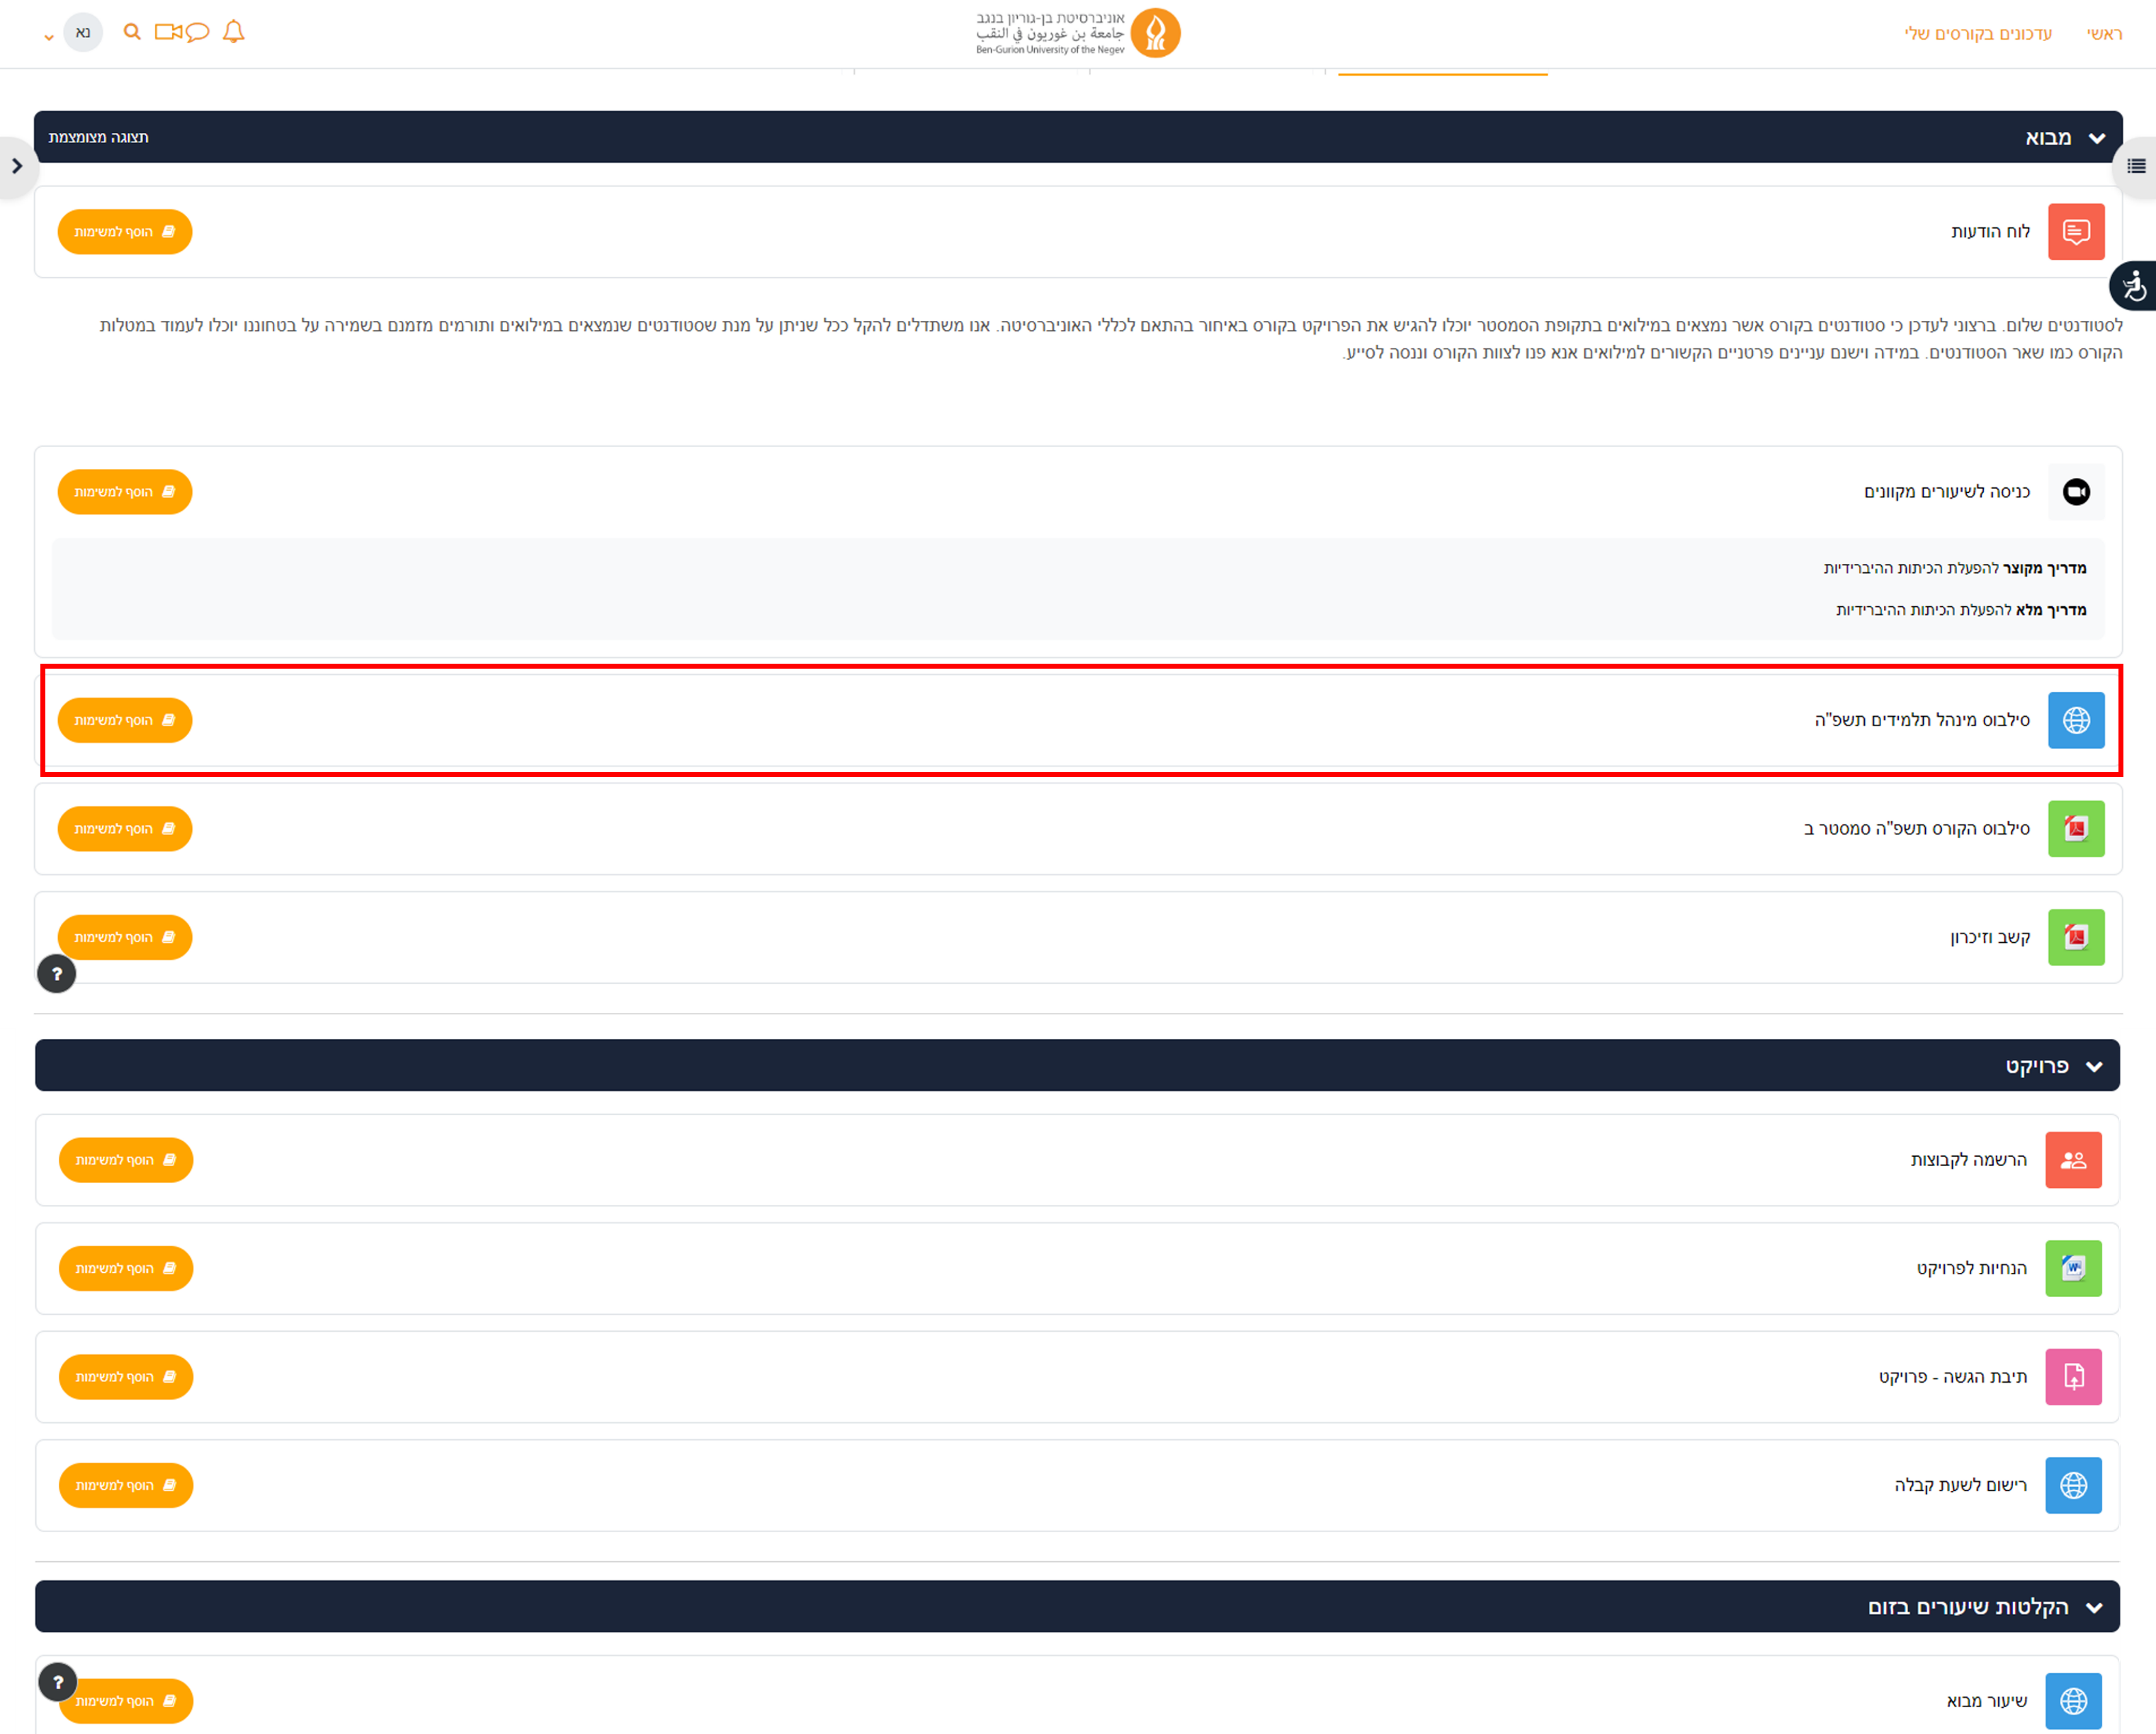 ראשי עדכונים בקורסים שלי
אוניברסיטת בן-גוריון בנגב
جامعة بن غوريون في النقب
Ben-Gurion University of the Negev
נא
מבוא תצוגה מצומצמת
לוח הודעות הוסף למשימות
לסטודנטים שלום. ברצוני לעדכן כי סטודנטים בקורס אשר נמצאים במילואים בתקופת הסמסטר יוכלו להגיש את הפרויקט בקורס באיחור בהתאם לכללי האוניברסיטה. אנו משתדלים להקל ככל שניתן על מנת שסטודנטים שנמצאים במילואים ותורמים מזמנם בשמירה על בטחוננו יוכלו לעמוד במטלות
הקורס כמו שאר הסטודנטים. במידה וישנם עניינים פרטניים הקשורים למילואים אנא פנו לצוות הקורס וננסה לסייע.
כניסה לשיעורים מקוונים הוסף למשימות
מדריך מקוצר להפעלת הכיתות ההיברידיות
מדריך מלא להפעלת הכיתות ההיברידיות
סילבוס מינהל תלמידים תשפ"ה הוסף למשימות
סילבוס הקורס תשפ"ה סמסטר ב הוסף למשימות
קשב וזיכרון הוסף למשימות
?
פרויקט
הרשמה לקבוצות הוסף למשימות
הנחיות לפרויקט הוסף למשימות
תיבת הגשה - פרויקט הוסף למשימות
רישום לשעת קבלה הוסף למשימות
הקלטות שיעורים בזום
?
שיעור מבוא הוסף למשימות